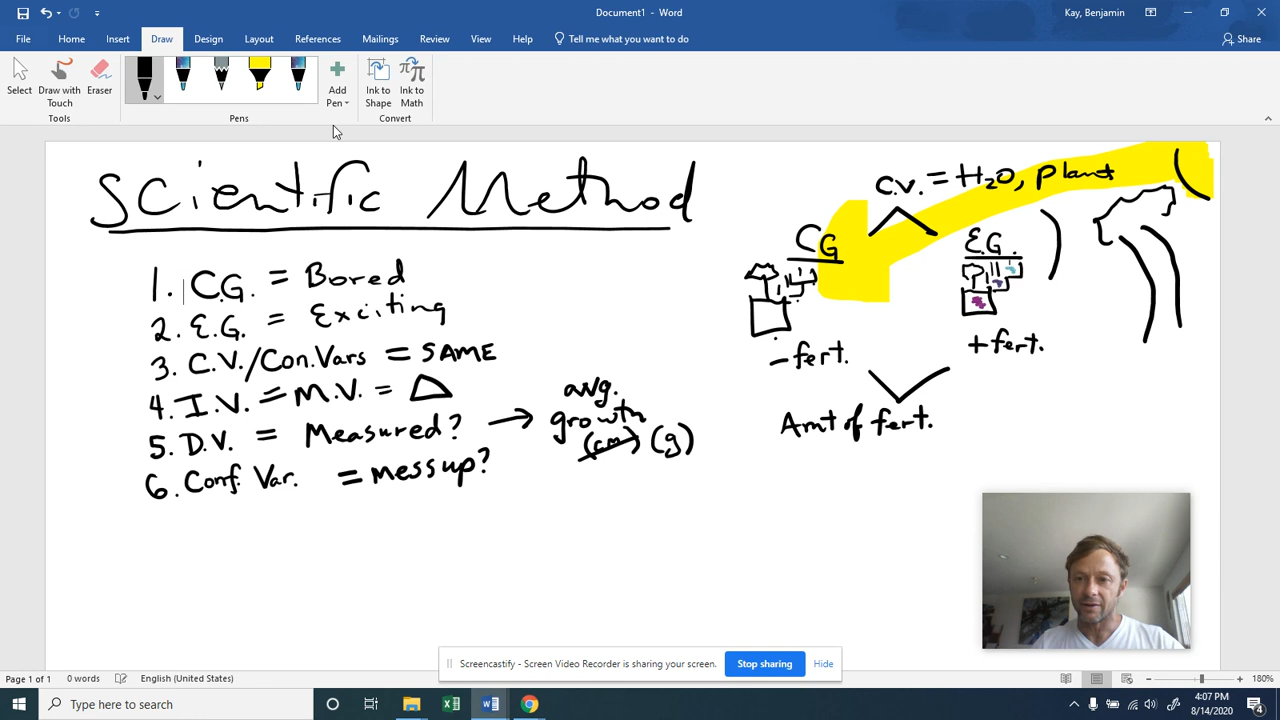 Document1 - Word
Kay, Benjamin
File Home Insert Draw Design Layout References Mailings Review View Help Tell me what you want to do Share
Select Draw with Touch Eraser
Add Pen
Ink to Shape Ink to Math
Tools Pens Convert
Scientific Method
1. C.G. = Bored
2. E.G. = Exciting
3. C.V./Con.Vars = SAME
4. I.V. = M.V. = △
5. D.V. = Measured? → avg. growth (cm) (g)
6. Conf. Var. = mess up?
C.V. = H₂O, plant
CG E.G.
-fert. +fert.
Amt of fert.
Screencastify - Screen Video Recorder is sharing your screen. Stop sharing Hide
Page 1 of 1 0 words English (United States) 180%
Type here to search
4:07 PM
8/14/2020
4